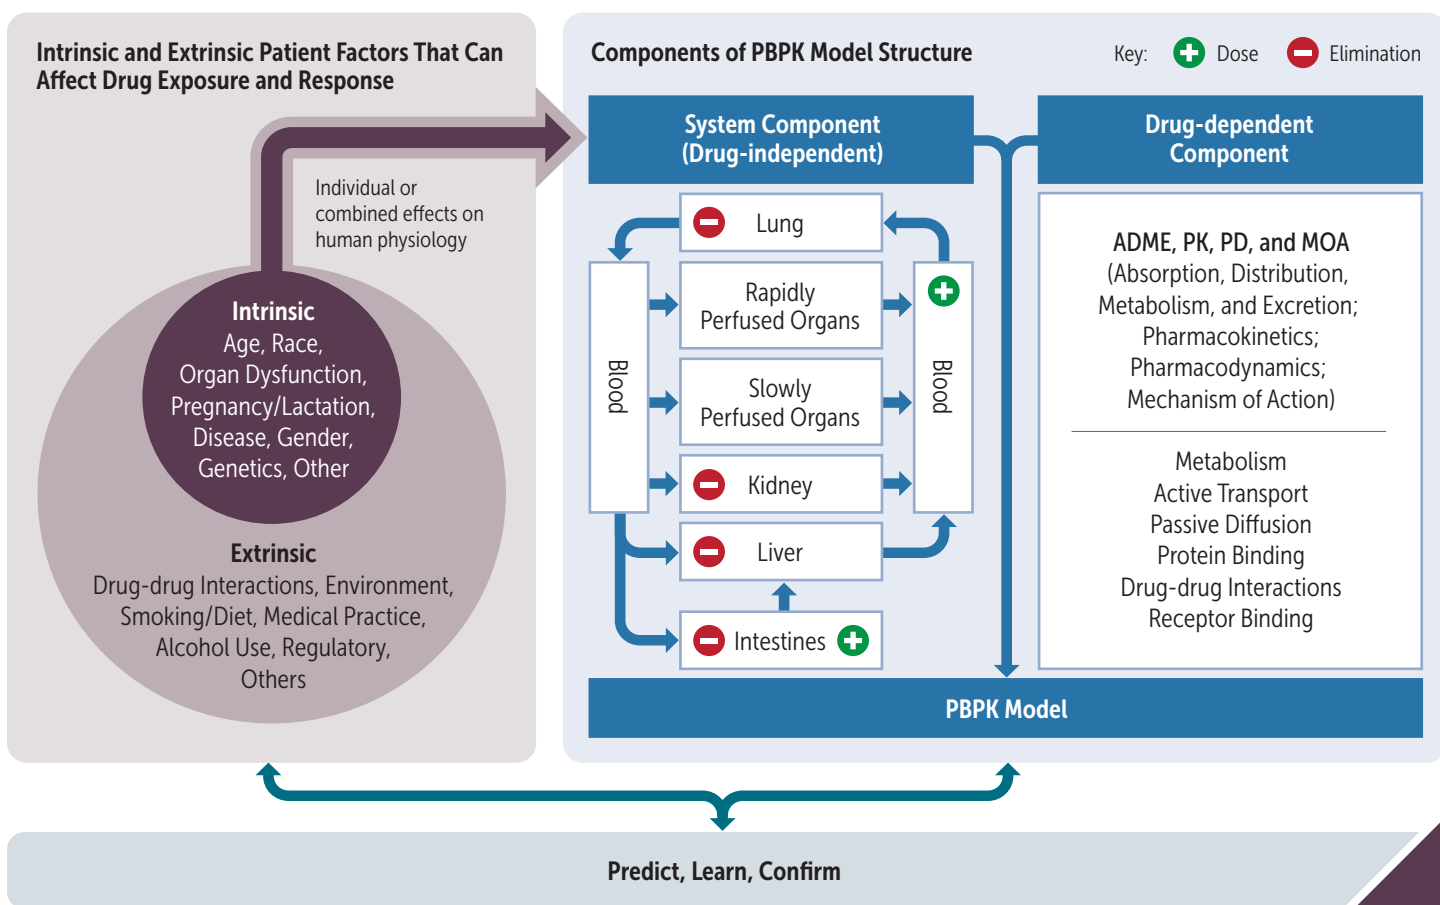 Intrinsic and Extrinsic Patient Factors That Can
Affect Drug Exposure and Response
Individual or
combined effects on
human physiology
Intrinsic
Age, Race,
Organ Dysfunction,
Pregnancy/Lactation,
Disease, Gender,
Genetics, Other
Extrinsic
Drug-drug Interactions, Environment,
Smoking/Diet, Medical Practice,
Alcohol Use, Regulatory,
Others
Components of PBPK Model Structure
Key: Dose Elimination
System Component
(Drug-independent)
Lung
Blood
Rapidly
Perfused Organs
Slowly
Perfused Organs
Blood
Kidney
Liver
Intestines
Drug-dependent
Component
ADME, PK, PD, and MOA
(Absorption, Distribution,
Metabolism, and Excretion;
Pharmacokinetics;
Pharmacodynamics;
Mechanism of Action)
Metabolism
Active Transport
Passive Diffusion
Protein Binding
Drug-drug Interactions
Receptor Binding
PBPK Model
Predict, Learn, Confirm